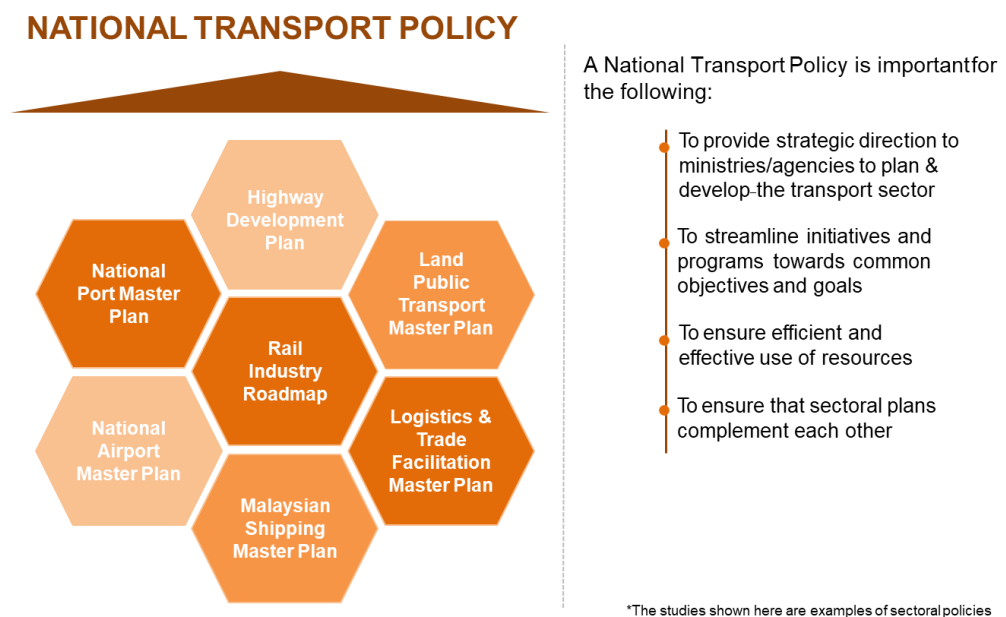 NATIONAL TRANSPORT POLICY
Highway
Development
Plan
National
Port Master
Plan
Land
Public
Transport
Master Plan
Rail
Industry
Roadmap
National
Airport
Master Plan
Logistics &
Trade
Facilitation
Master Plan
Malaysian
Shipping
Master Plan
A National Transport Policy is important for
the following:
To provide strategic direction to
ministries/agencies to plan &
develop the transport sector
To streamline initiatives and
programs towards common
objectives and goals
To ensure efficient and
effective use of resources
To ensure that sectoral plans
complement each other
*The studies shown here are examples of sectoral policies